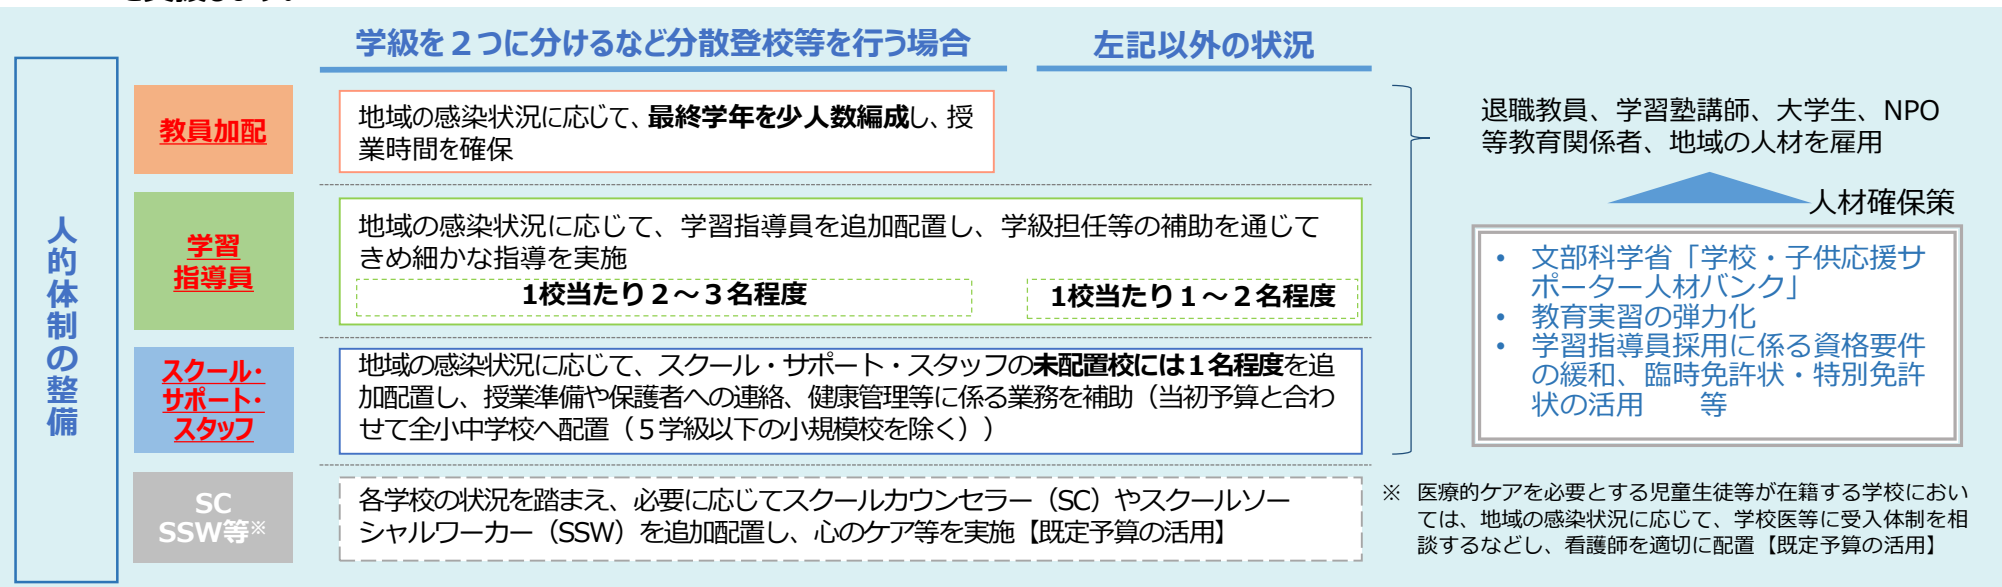 学級を２つに分けるなど分散登校等を行う場合
左記以外の状況
人的体制の整備
教員加配
地域の感染状況に応じて、最終学年を少人数編成し、授
業時間を確保
学習
指導員
地域の感染状況に応じて、学習指導員を追加配置し、学級担任等の補助を通じて
きめ細かな指導を実施
1校当たり２～３名程度
1校当たり１～２名程度
スクール・
サポート・
スタッフ
地域の感染状況に応じて、スクール・サポート・スタッフの未配置校には１名程度を追
加配置し、授業準備や保護者への連絡、健康管理等に係る業務を補助（当初予算と合わ
せて全小中学校へ配置（５学級以下の小規模校を除く））
SC
SSW等※
各学校の状況を踏まえ、必要に応じてスクールカウンセラー（SC）やスクールソー
シャルワーカー（SSW）を追加配置し、心のケア等を実施【既定予算の活用】
退職教員、学習塾講師、大学生、NPO
等教育関係者、地域の人材を雇用
人材確保策
• 文部科学省「学校・子供応援サ
ポーター人材バンク」
• 教育実習の弾力化
• 学習指導員採用に係る資格要件
の緩和、臨時免許状・特別免許
状の活用　　等
※ 医療的ケアを必要とする児童生徒等が在籍する学校におい
ては、地域の感染状況に応じて、学校医等に受入体制を相
談するなどし、看護師を適切に配置【既定予算の活用】